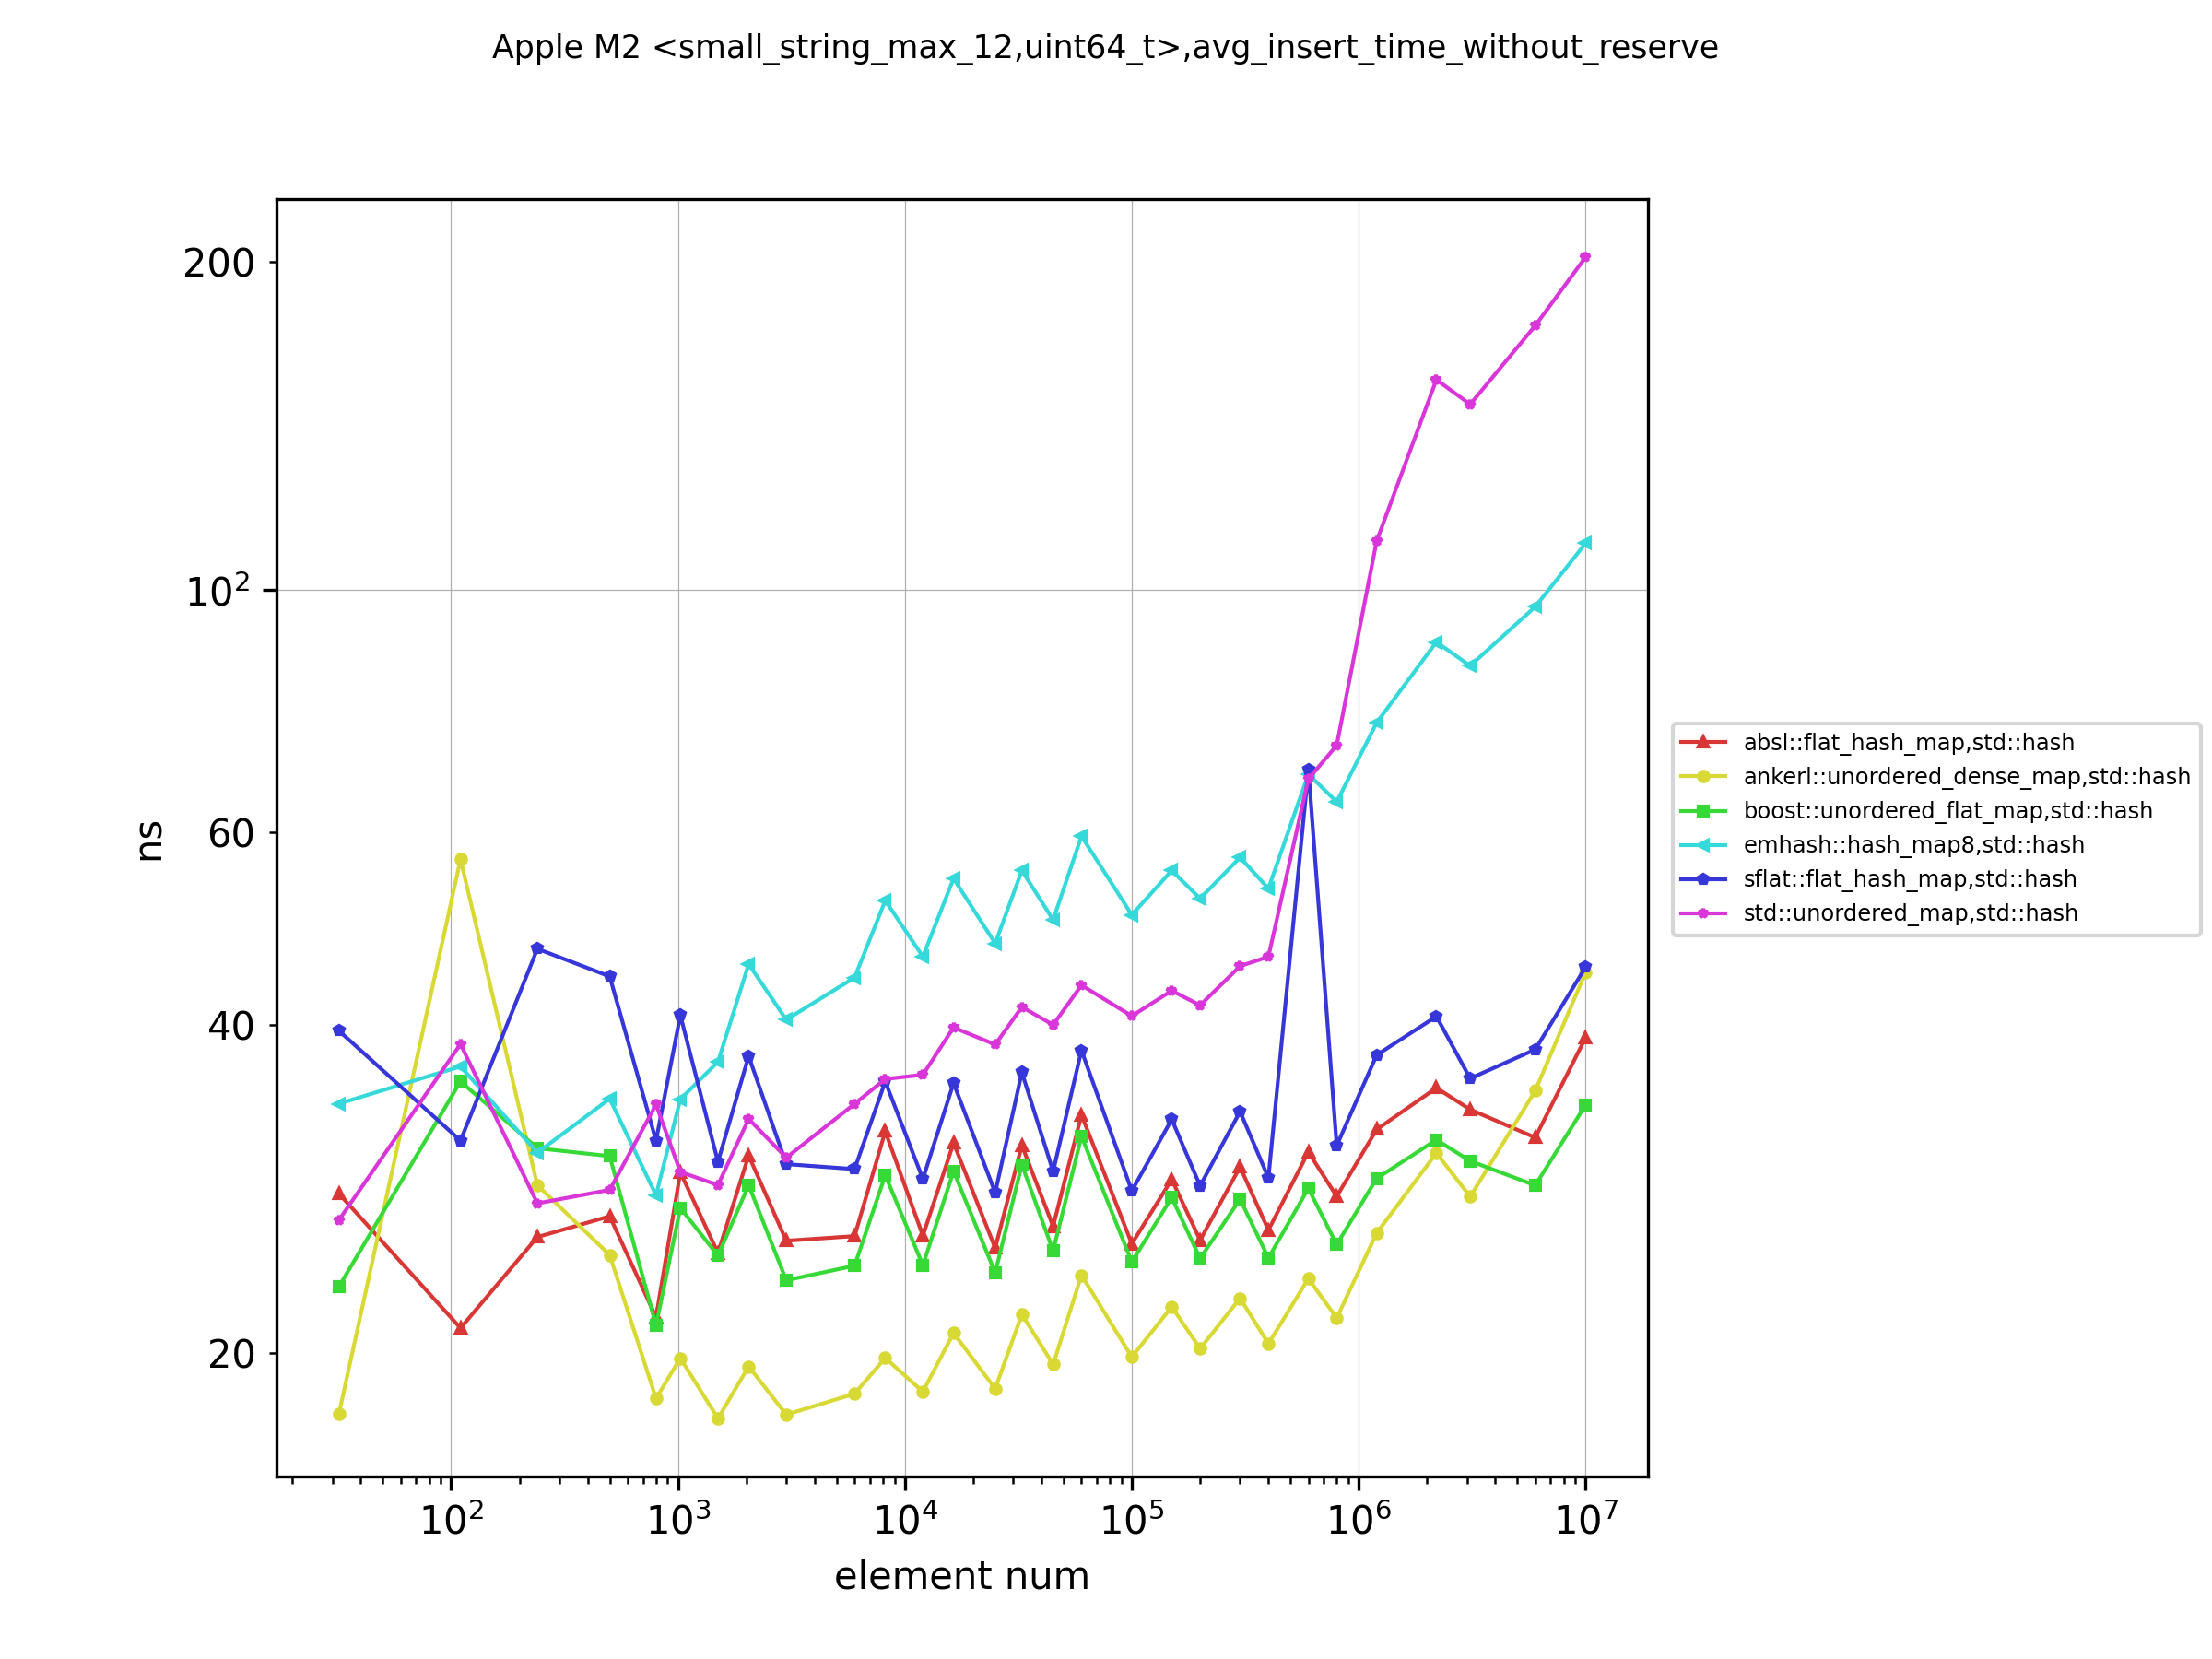 Apple M2 <small_string_max_12,uint64_t>,avg_insert_time_without_reserve
200
10²
60
40
20
ns
10² 10³ 10⁴ 10⁵ 10⁶ 10⁷
element num
absl::flat_hash_map,std::hash
ankerl::unordered_dense_map,std::hash
boost::unordered_flat_map,std::hash
emhash::hash_map8,std::hash
sflat::flat_hash_map,std::hash
std::unordered_map,std::hash